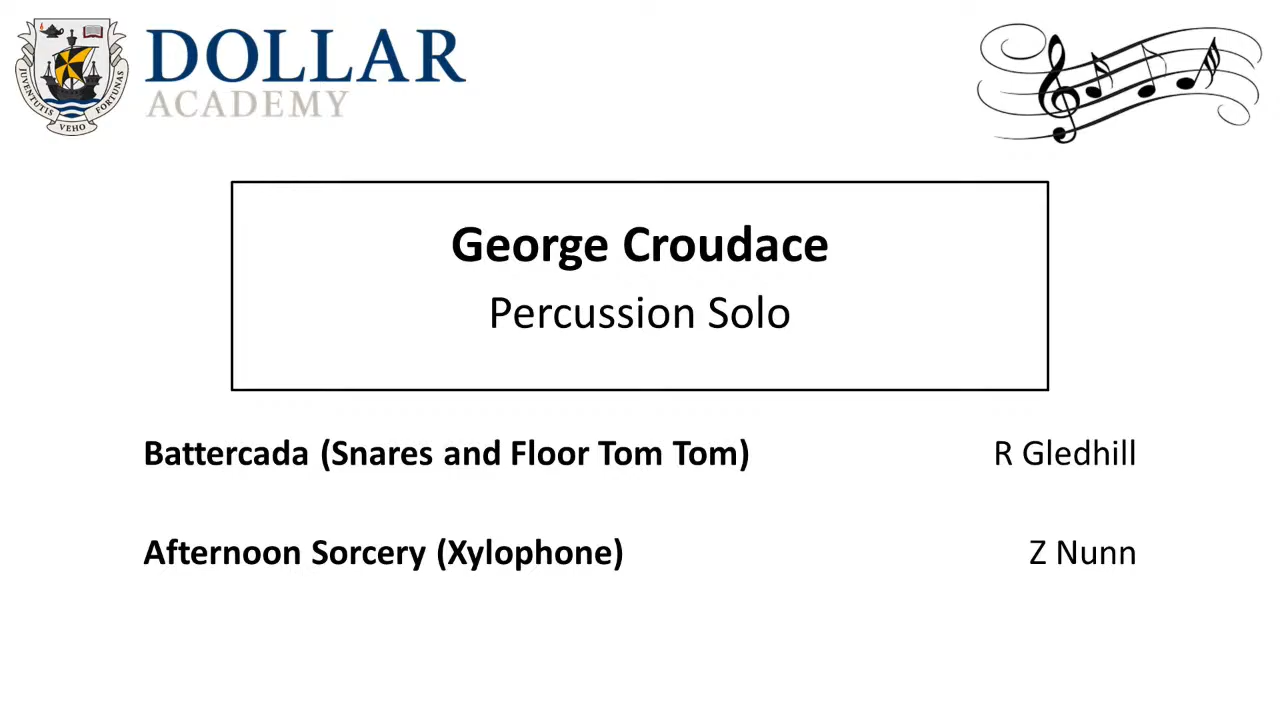 DOLLAR
ACADEMY
JUVENTUTIS VEHO FORTUNAS
George Croudace
Percussion Solo
Battercada (Snares and Floor Tom Tom) R Gledhill
Afternoon Sorcery (Xylophone) Z Nunn